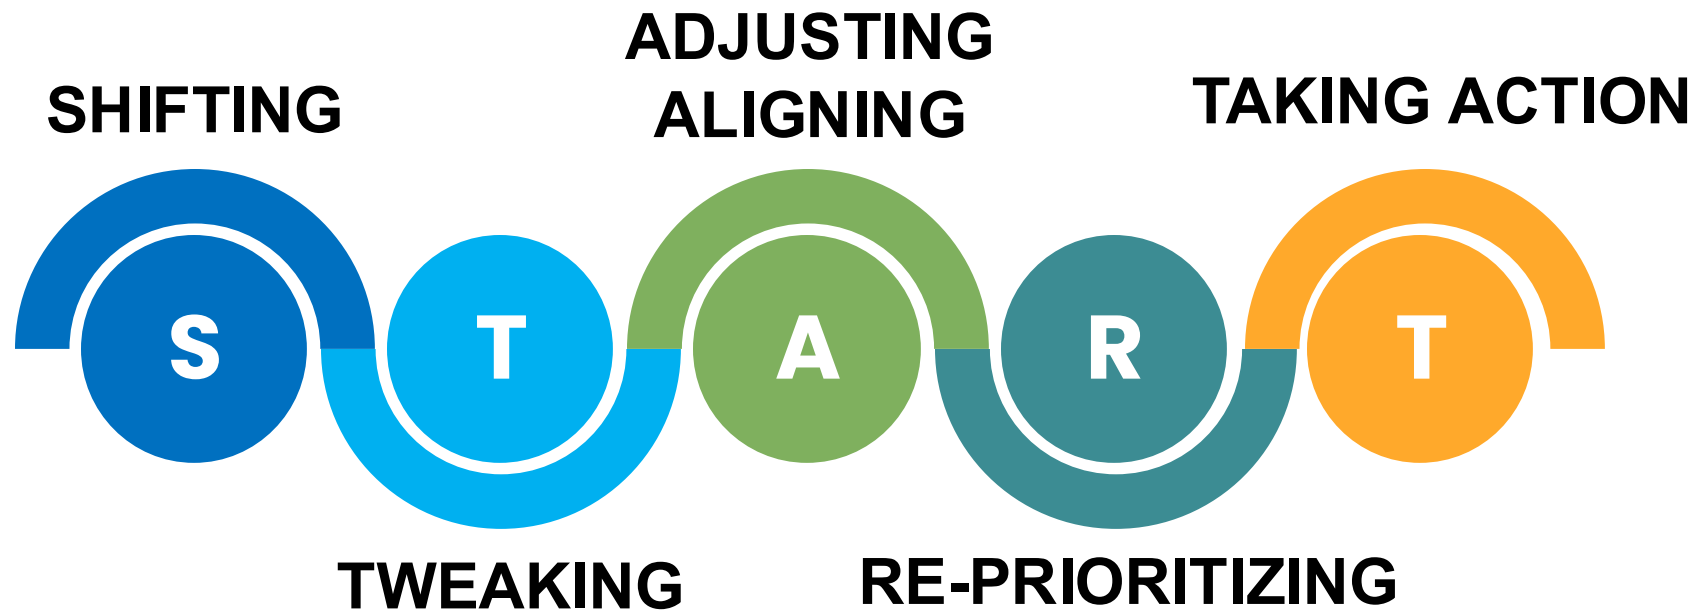 ADJUSTING
ALIGNING
SHIFTING
TAKING ACTION
S T A R T
TWEAKING
RE-PRIORITIZING